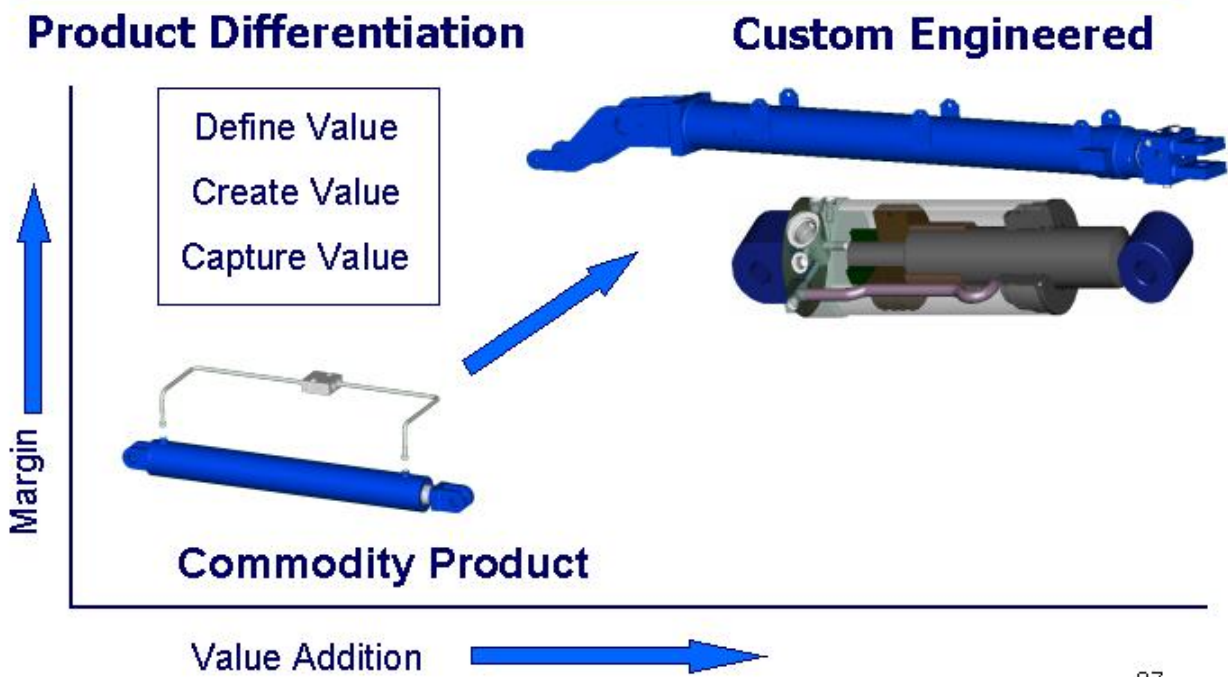 Product Differentiation
Custom Engineered
Define Value
Create Value
Capture Value
Margin
Commodity Product
Value Addition